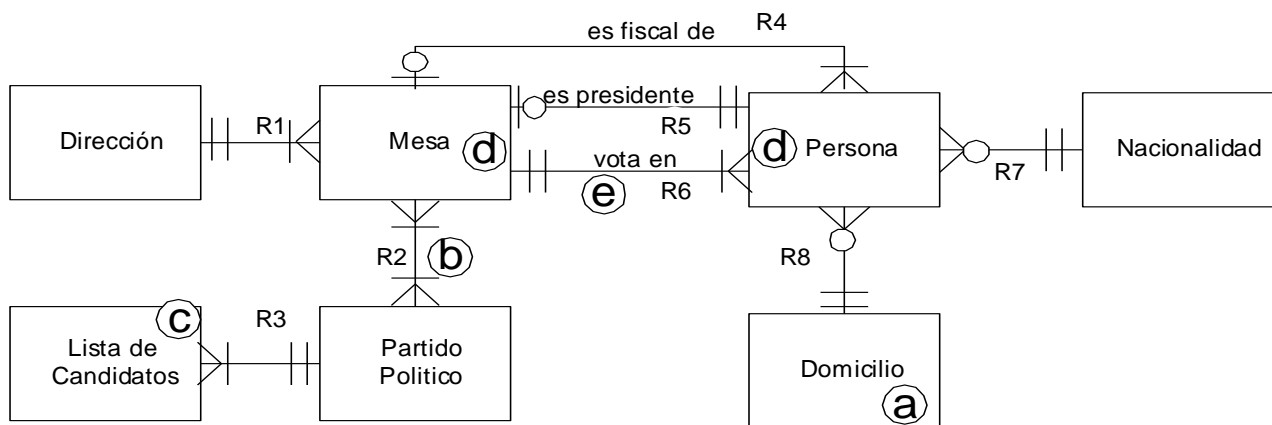 es fiscal de
R4
Dirección
R1
Mesa
d
es presidente
R5
vota en
e
R6
d
Persona
R7
Nacionalidad
R2
b
R8
Lista de
Candidatos
c
R3
Partido
Politico
Domicilio
a